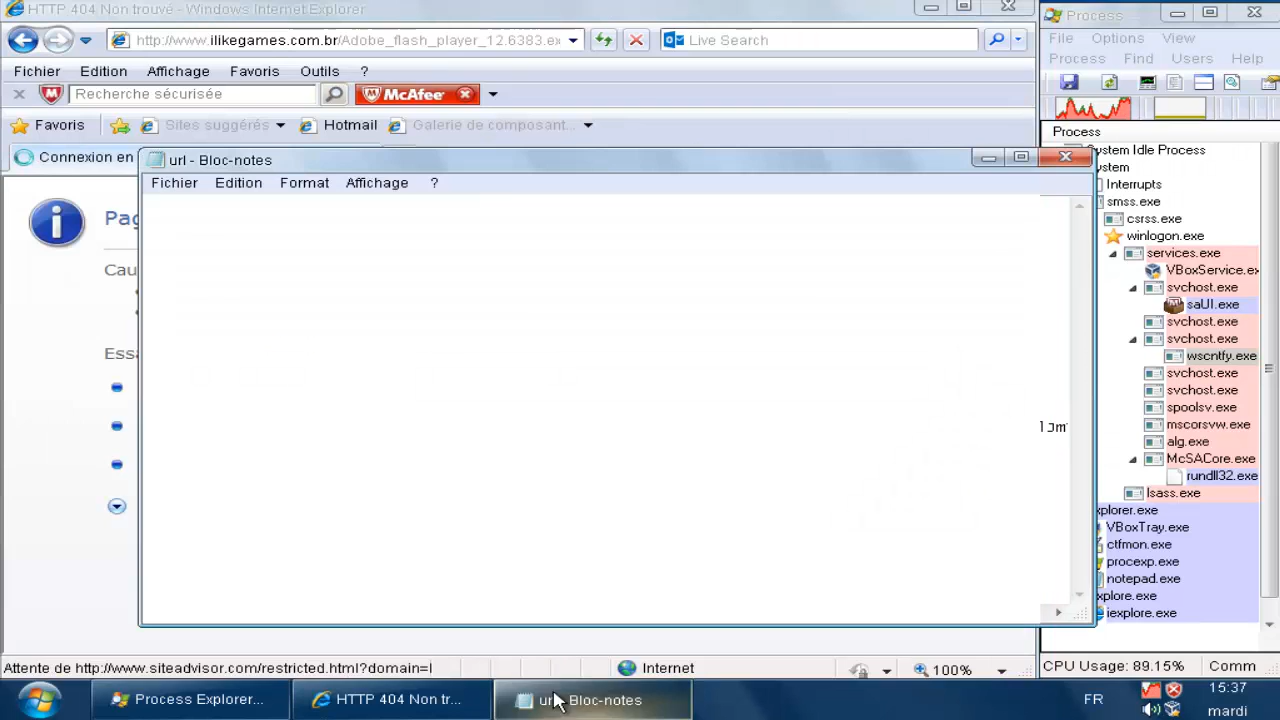 HTTP 404 Non trouvé - Windows Internet Explorer
http://www.ilikegames.com.br/Adobe_flash_player_12.6383.ex
Live Search
Fichier Edition Affichage Favoris Outils ?
Recherche sécurisée
McAfee
Favoris
Sites suggérés
Hotmail
Galerie de composant...
Connexion en
Pag
Cau
Essa
url - Bloc-notes
Fichier Edition Format Affichage ?
Attente de http://www.siteadvisor.com/restricted.html?domain=l
Internet
100%
Process
File Options View
Process Find Users Help
Process
System Idle Process
ystem
Interrupts
smss.exe
csrss.exe
winlogon.exe
services.exe
VBoxService.ex
svchost.exe
saUI.exe
svchost.exe
svchost.exe
wscntfy.exe
svchost.exe
svchost.exe
spoolsv.exe
mscorsvw.exe
alg.exe
McSACore.exe
rundll32.exe
lsass.exe
xplorer.exe
VBoxTray.exe
ctfmon.exe
procexp.exe
notepad.exe
explore.exe
iexplore.exe
CPU Usage: 89.15% Comm
Process Explorer...
HTTP 404 Non tr...
url - Bloc-notes
FR
15:37
mardi